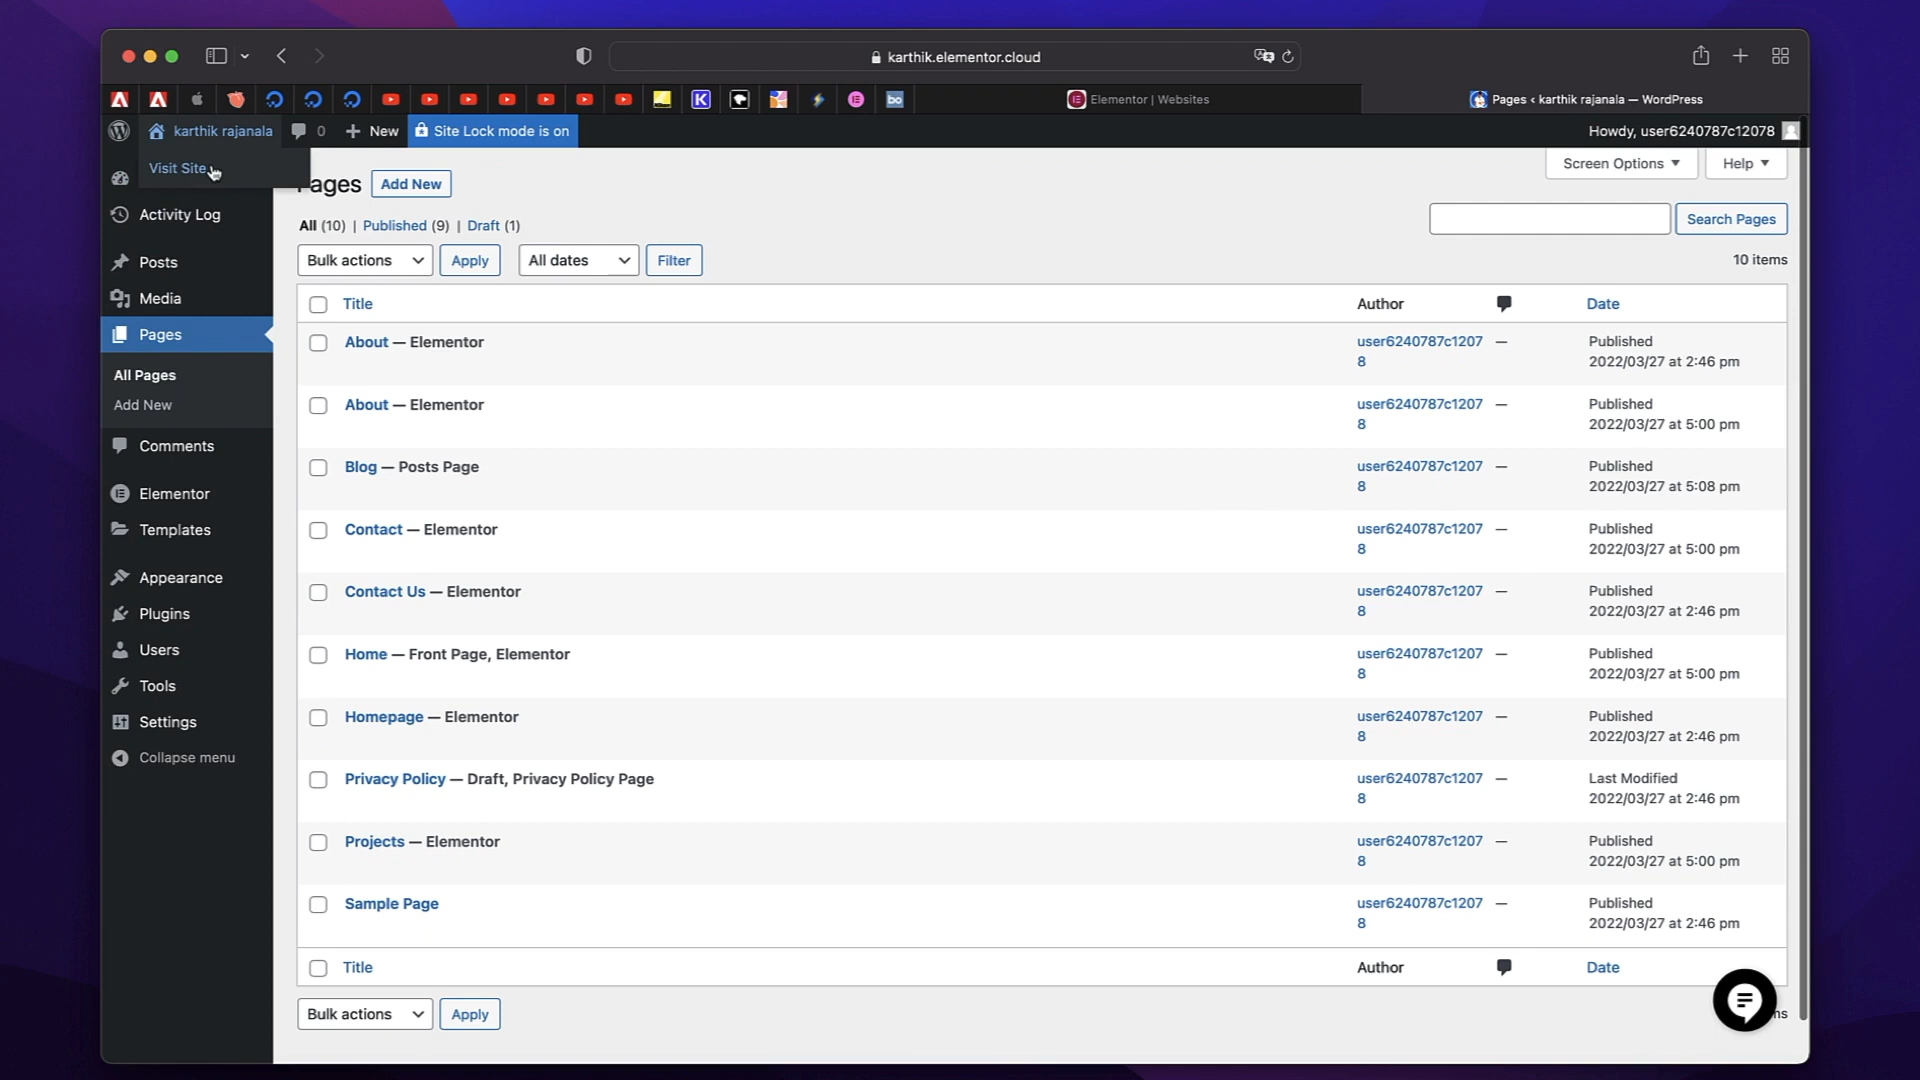 karthik.elementor.cloud
Elementor | Websites
Pages ‹ karthik rajanala — WordPress
karthik rajanala
0
New
Site Lock mode is on
Howdy, user6240787c12078
Visit Site
Pages
Add New
Screen Options
Help
Activity Log
All (10) | Published (9) | Draft (1)
Search Pages
Posts
Bulk actions
Apply
All dates
Filter
10 items
Media
Pages
All Pages
Add New
Comments
Elementor
Templates
Appearance
Plugins
Users
Tools
Settings
Collapse menu
Title
Author
Date
About — Elementor
user6240787c1207
8
—
Published
2022/03/27 at 2:46 pm
About — Elementor
user6240787c1207
8
—
Published
2022/03/27 at 5:00 pm
Blog — Posts Page
user6240787c1207
8
—
Published
2022/03/27 at 5:08 pm
Contact — Elementor
user6240787c1207
8
—
Published
2022/03/27 at 5:00 pm
Contact Us — Elementor
user6240787c1207
8
—
Published
2022/03/27 at 2:46 pm
Home — Front Page, Elementor
user6240787c1207
8
—
Published
2022/03/27 at 5:00 pm
Homepage — Elementor
user6240787c1207
8
—
Published
2022/03/27 at 2:46 pm
Privacy Policy — Draft, Privacy Policy Page
user6240787c1207
8
—
Last Modified
2022/03/27 at 2:46 pm
Projects — Elementor
user6240787c1207
8
—
Published
2022/03/27 at 5:00 pm
Sample Page
user6240787c1207
8
—
Published
2022/03/27 at 2:46 pm
Title
Author
Date
Bulk actions
Apply